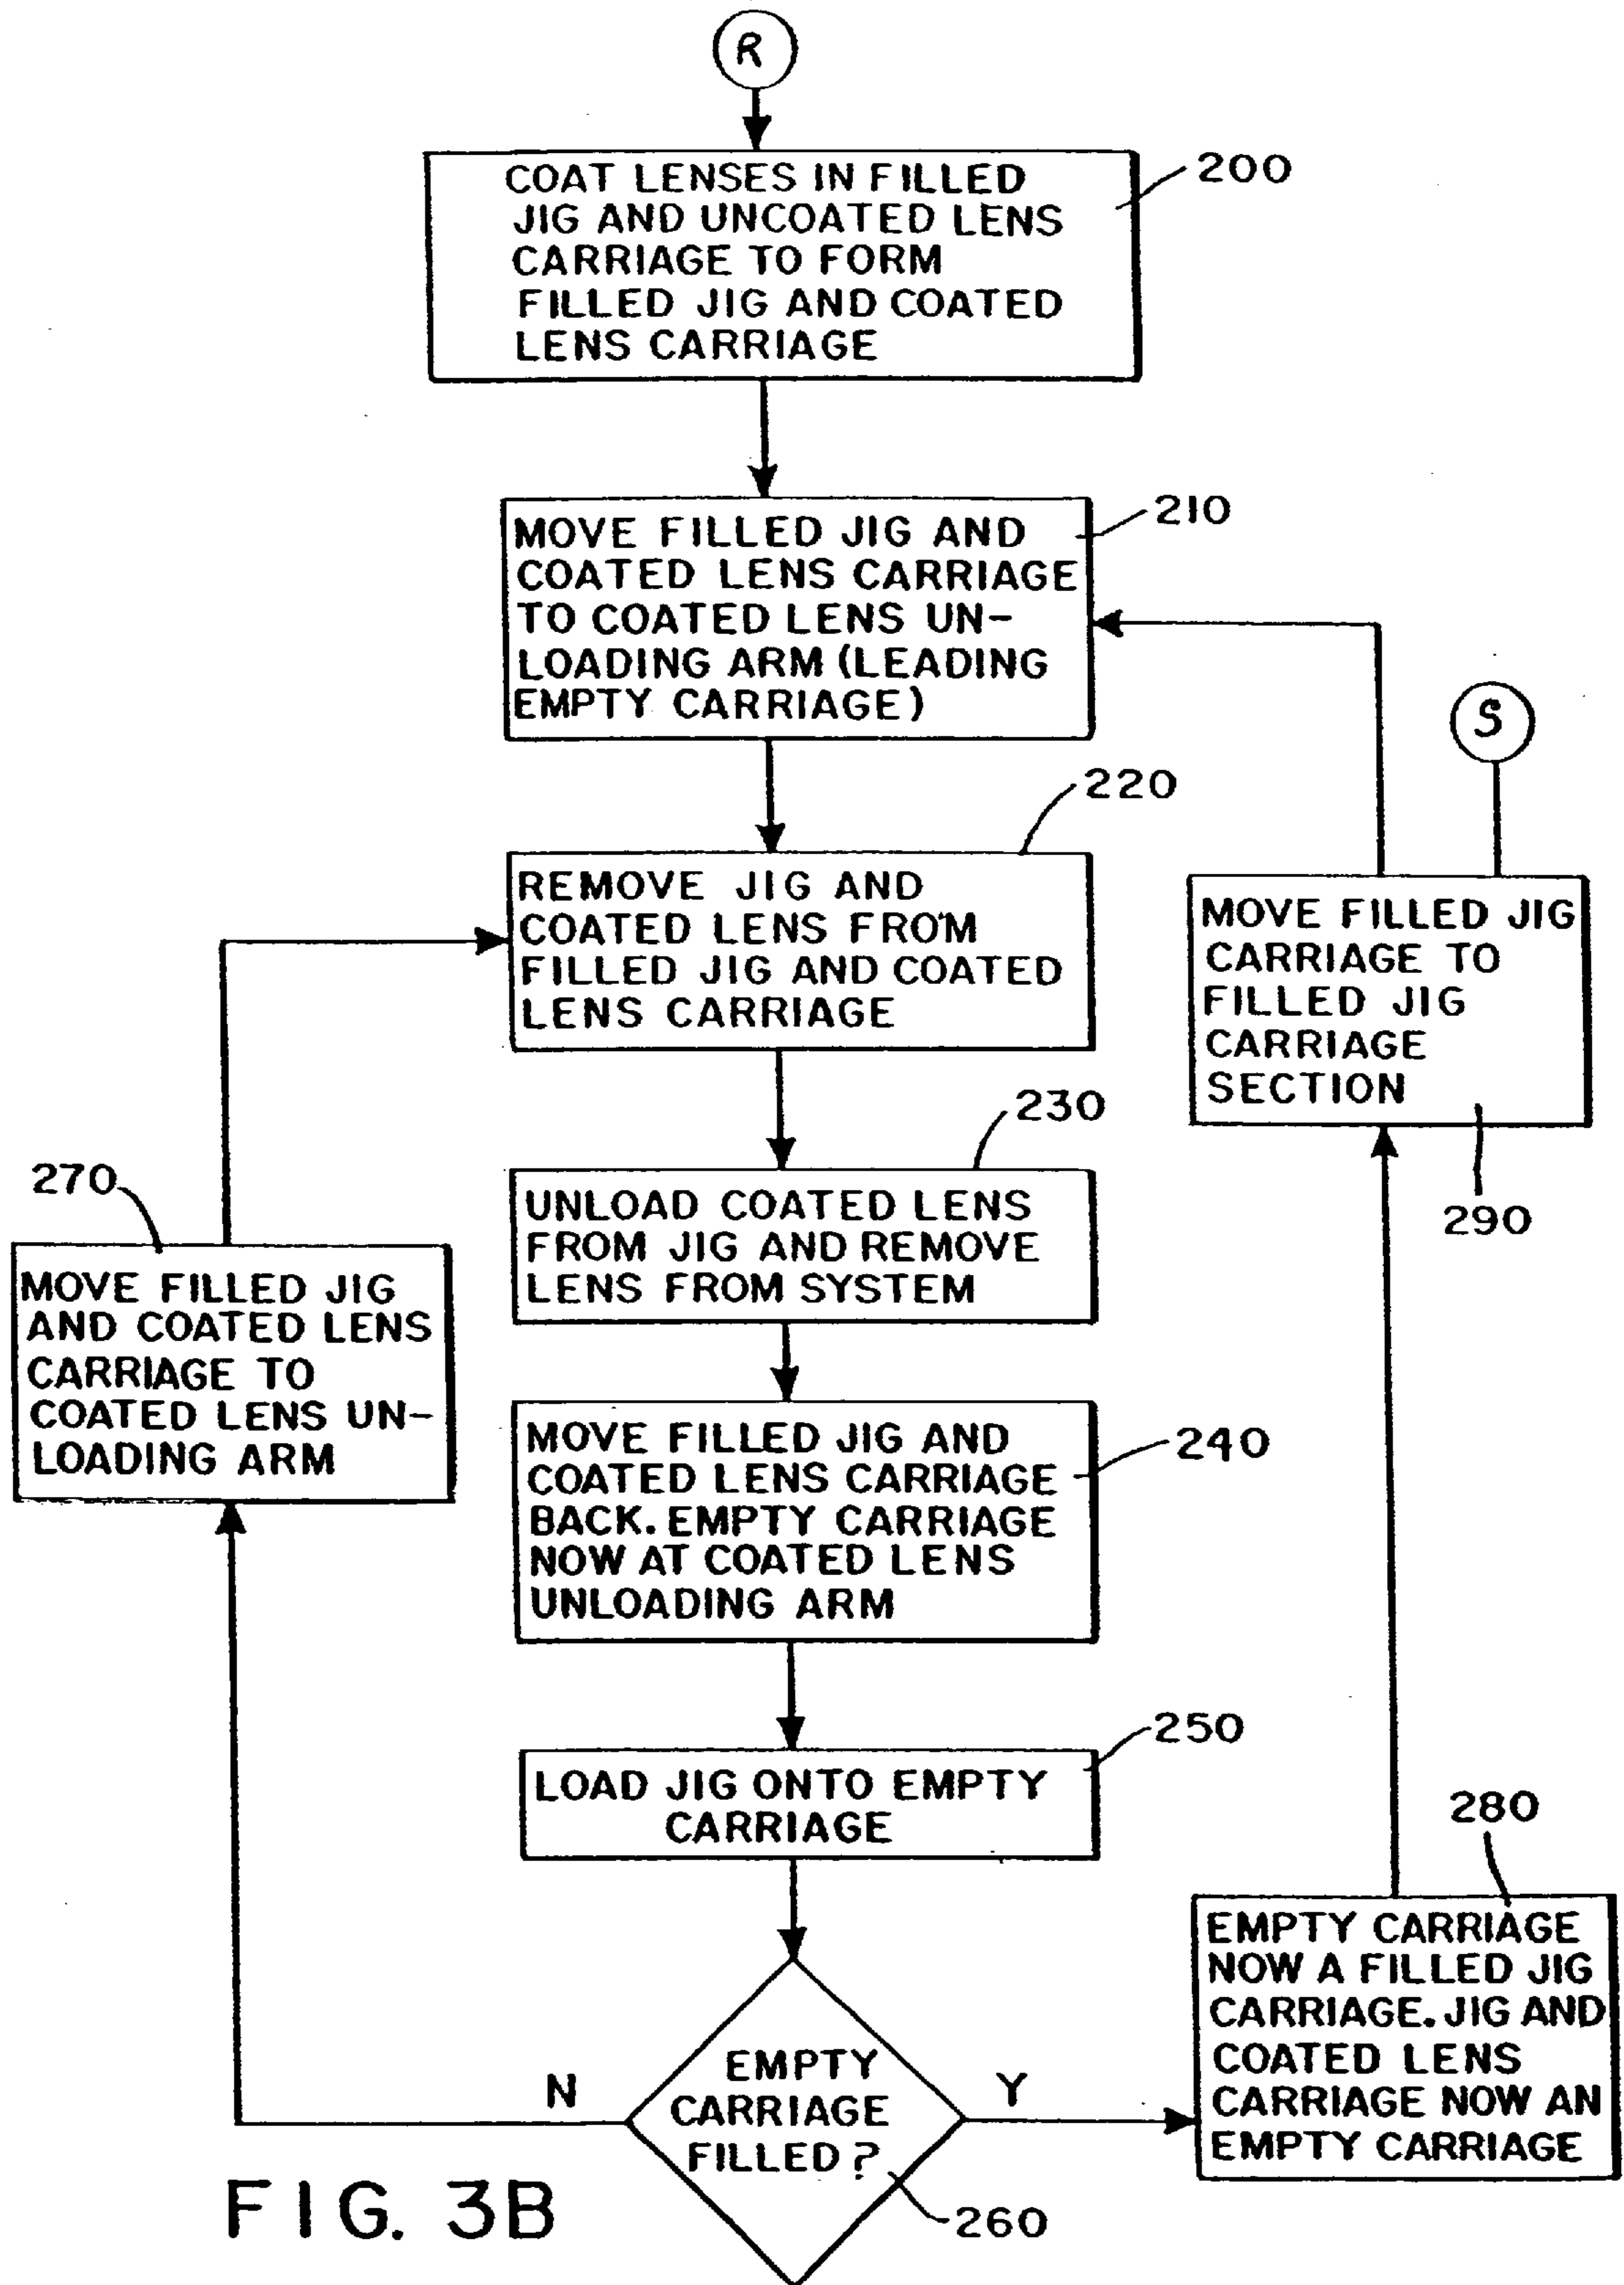 R
COAT LENSES IN FILLED
JIG AND UNCOATED LENS
CARRIAGE TO FORM
FILLED JIG AND COATED
LENS CARRIAGE
200
MOVE FILLED JIG AND
COATED LENS CARRIAGE
TO COATED LENS UN-
LOADING ARM (LEADING
EMPTY CARRIAGE)
210
S
220
REMOVE JIG AND
COATED LENS FROM
FILLED JIG AND COATED
LENS CARRIAGE
MOVE FILLED JIG
CARRIAGE TO
FILLED JIG
CARRIAGE
SECTION
290
230
UNLOAD COATED LENS
FROM JIG AND REMOVE
LENS FROM SYSTEM
270
MOVE FILLED JIG
AND COATED LENS
CARRIAGE TO
COATED LENS UN-
LOADING ARM
MOVE FILLED JIG AND
COATED LENS CARRIAGE
BACK. EMPTY CARRIAGE
NOW AT COATED LENS
UNLOADING ARM
240
250
LOAD JIG ONTO EMPTY
CARRIAGE
280
EMPTY CARRIAGE
NOW A FILLED JIG
CARRIAGE. JIG AND
COATED LENS
CARRIAGE NOW AN
EMPTY CARRIAGE
N
EMPTY
CARRIAGE
FILLED?
Y
260
FIG. 3B